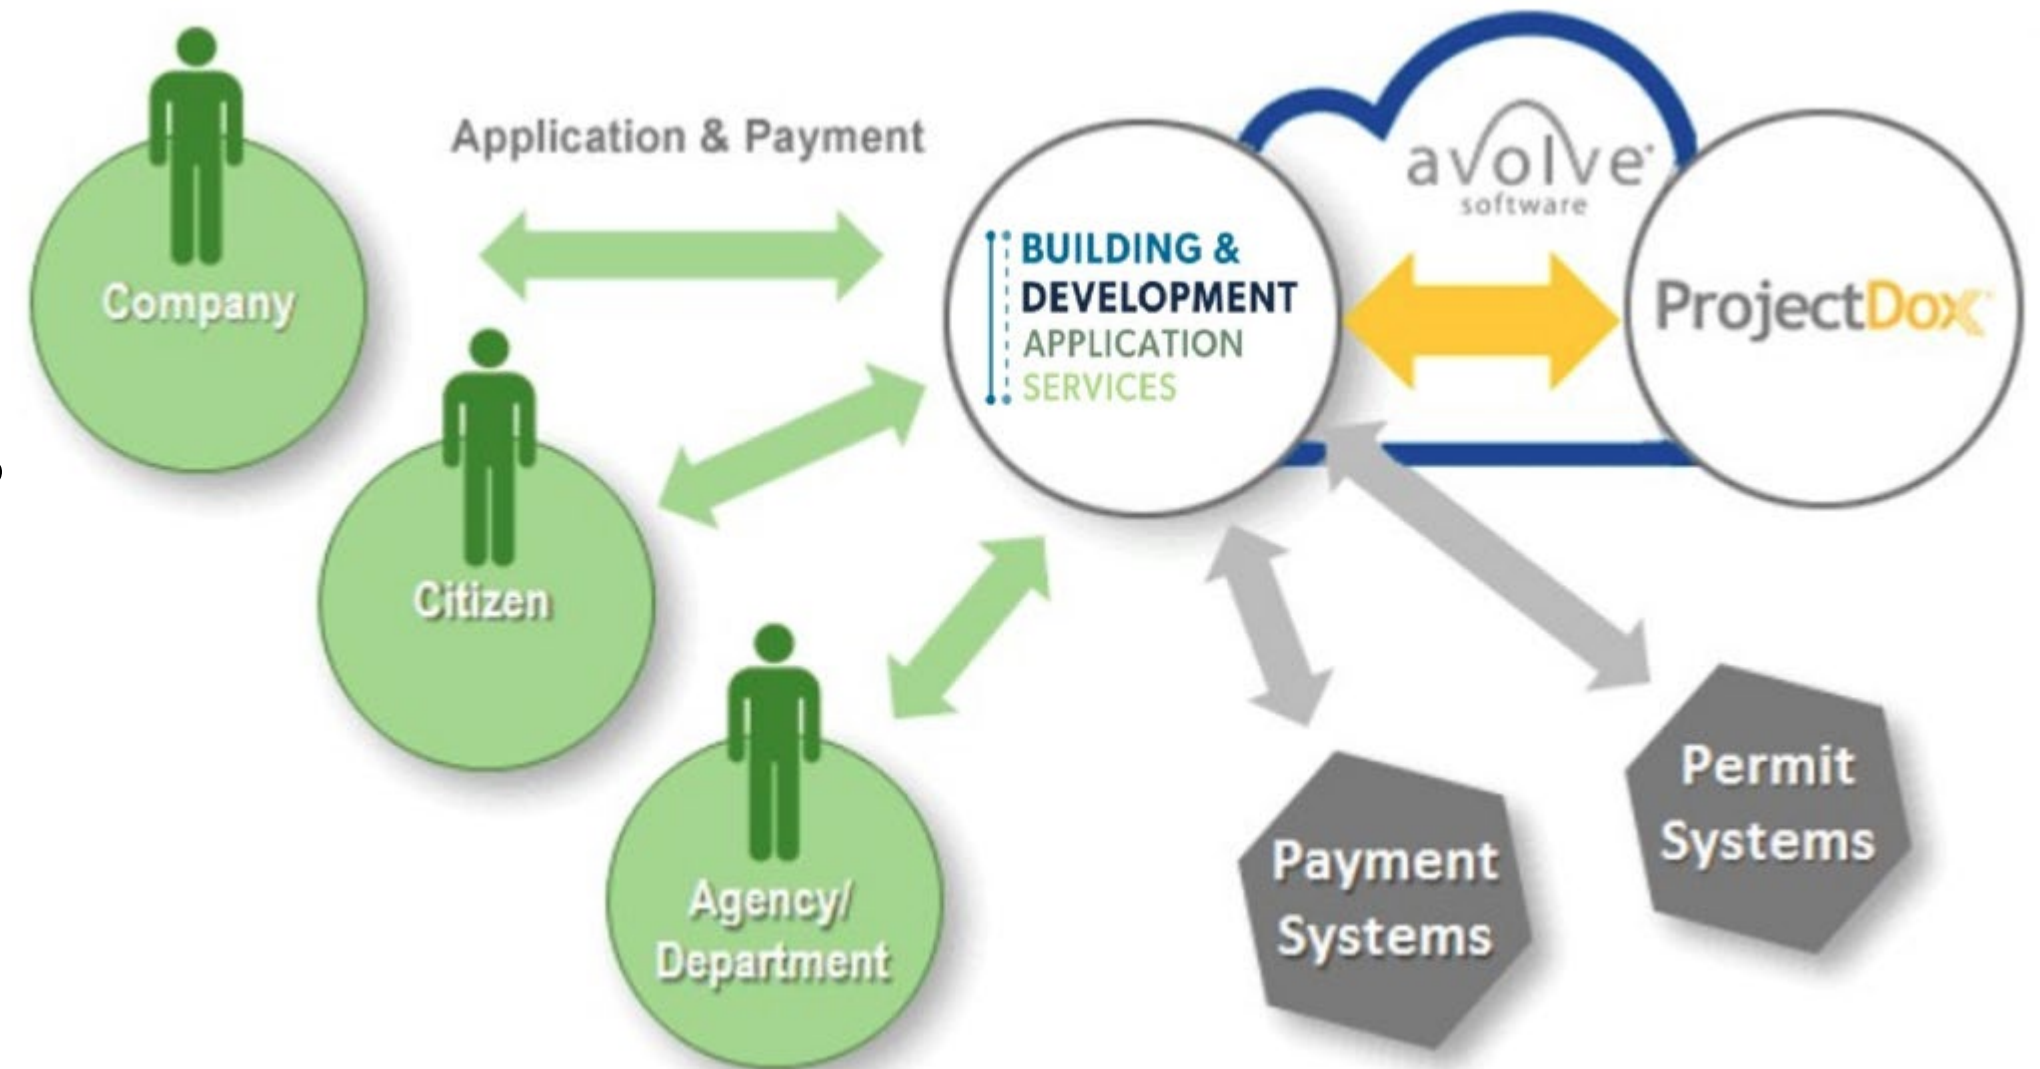 Company
Application & Payment
Citizen
Agency/
Department
BUILDING &
DEVELOPMENT
APPLICATION
SERVICES
avolve
software
ProjectDox
Payment
Systems
Permit
Systems